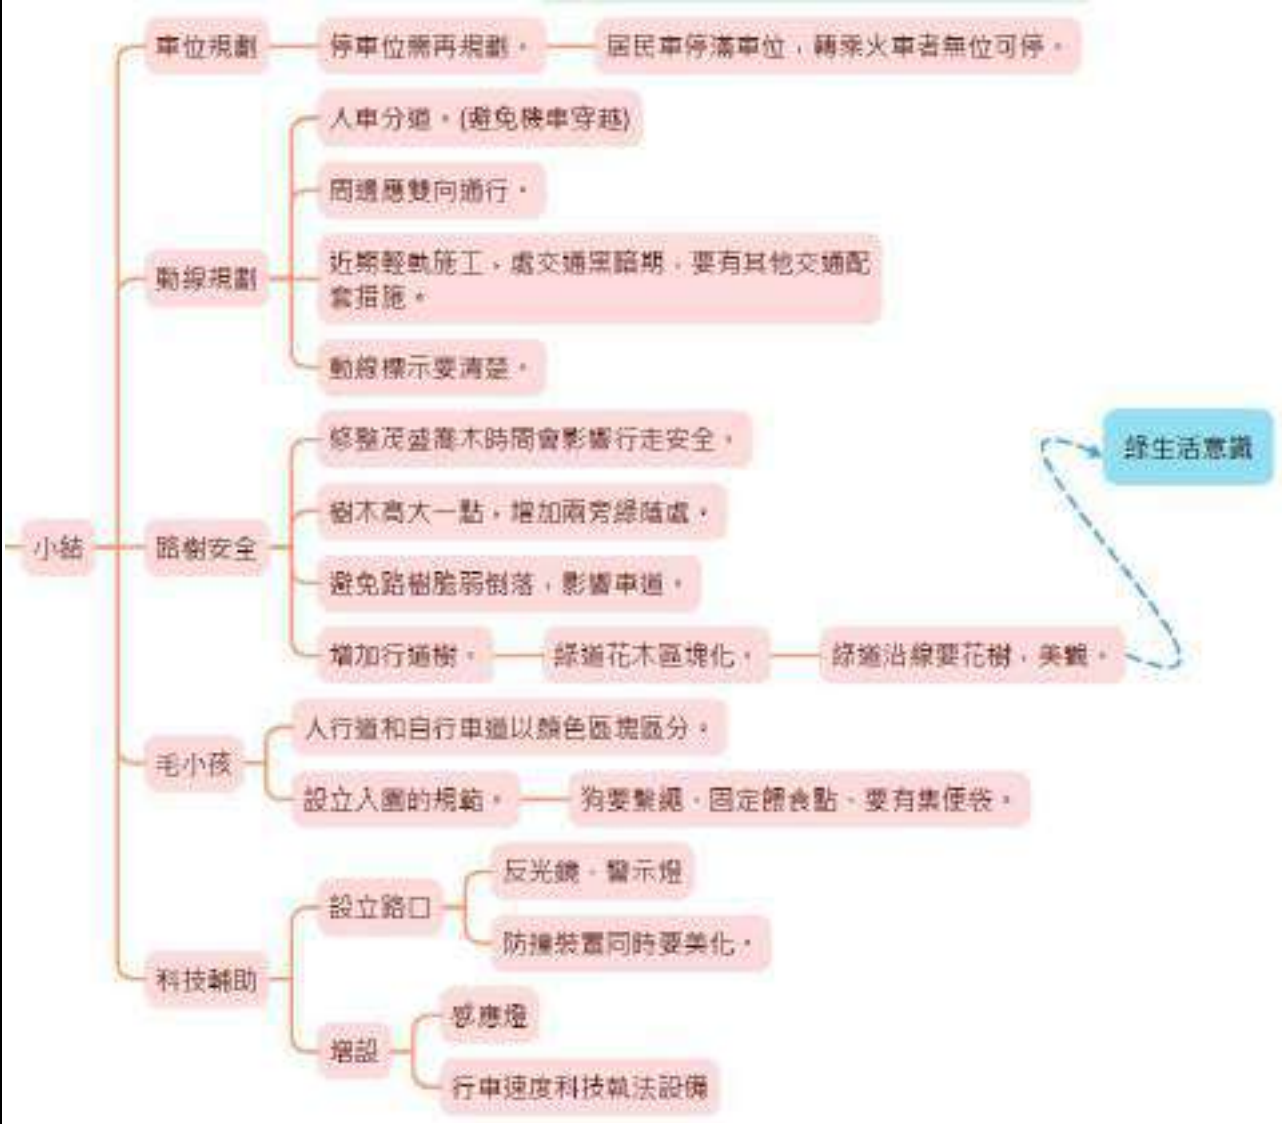 車位規劃
停車位需再規劃。
居民車停滿車位，轉乘火車者無位可停。
人車分道。(避免機車穿越)
周邊應雙向通行。
動線規劃
近期輕軌施工，處交通黑暗期，要有其他交通配
套措施。
動線標示要清楚。
修整茂盛喬木時間會影響行走安全。
綠生活意識
樹木高大一點，增加兩旁綠蔭處。
小結
路樹安全
避免路樹脆弱倒落，影響車道。
增加行道樹。
綠道花木區塊化。
綠道沿線要花樹，美觀。
人行道和自行車道以顏色區塊區分。
毛小孩
設立入園的規範。
狗要繫繩、固定餵食點、要有集便袋。
反光鏡、警示燈
設立路口
防撞裝置同時要美化。
科技輔助
感應燈
增設
行車速度科技執法設備